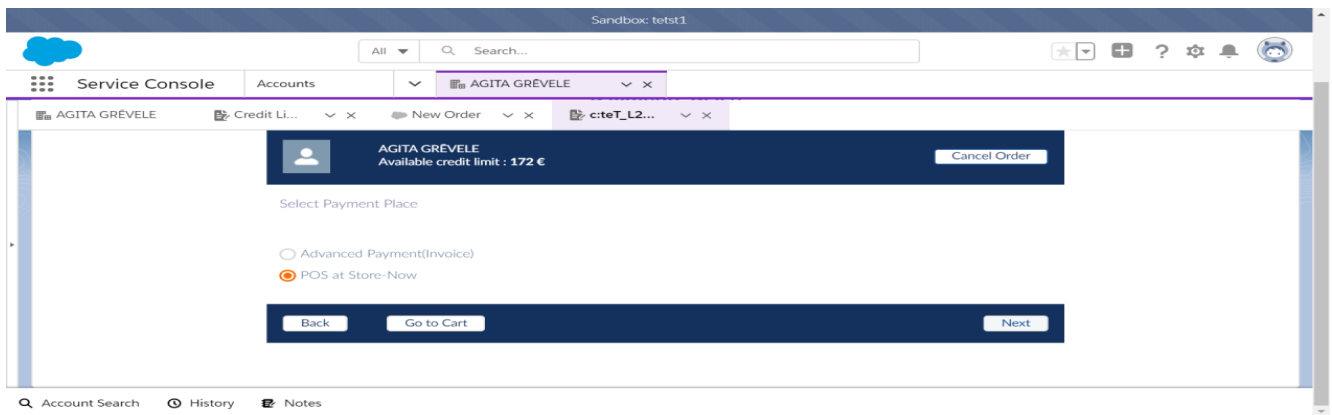 Sandbox: tetst1
All Search...
Service Console Accounts AGITA GRĒVELE
AGITA GRĒVELE Credit Li... New Order c:teT_L2...
AGITA GRĒVELE
Available credit limit : 172 €
Cancel Order
Select Payment Place
Advanced Payment(Invoice)
POS at Store-Now
Back Go to Cart Next
Account Search History Notes